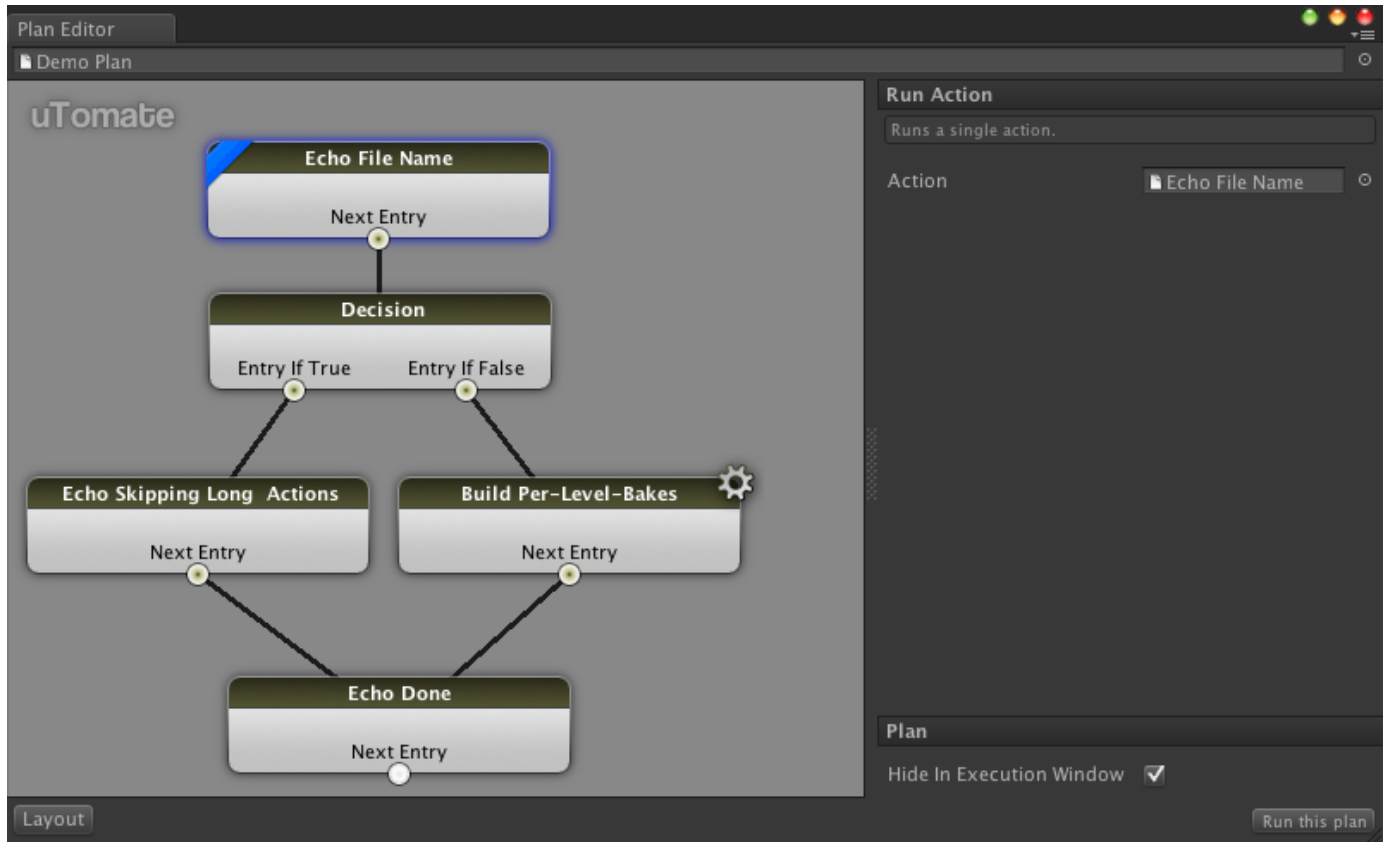 Plan Editor
Demo Plan
uTomate
Echo File Name
Next Entry
Decision
Entry If True Entry If False
Echo Skipping Long  Actions
Next Entry
Build Per-Level-Bakes
Next Entry
Echo Done
Next Entry
Layout
Run Action
Runs a single action.
Action Echo File Name
Plan
Hide In Execution Window
Run this plan